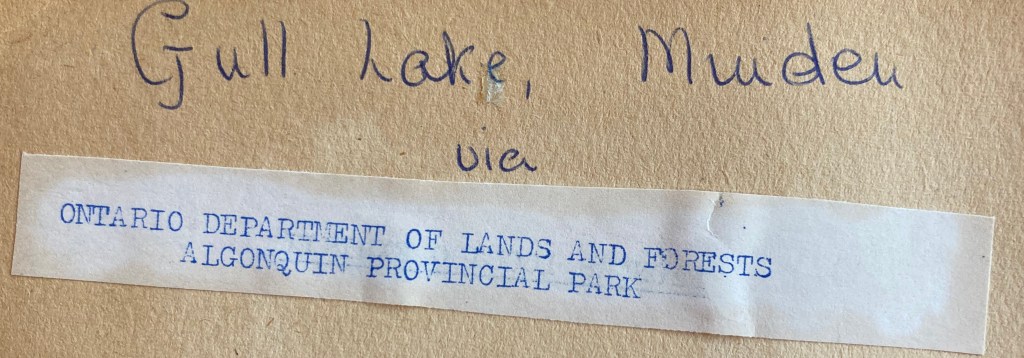 Gull Lake, Minden
via
ONTARIO DEPARTMENT OF LANDS AND FORESTS
ALGONQUIN PROVINCIAL PARK